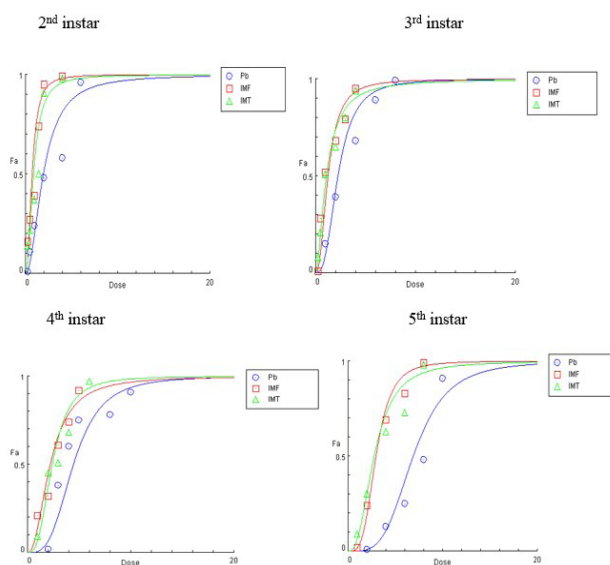 2nd instar
1
Fa
0.5
0
0
Dose
20
Pb
IMF
IMT
3rd instar
1
Fa
0.5
0
0
Dose
20
Pb
IMF
IMT
4th instar
1
Fa
0.5
0
0
Dose
20
Pb
IMF
IMT
5th instar
1
Fa
0.5
0
0
Dose
20
Pb
IMF
IMT